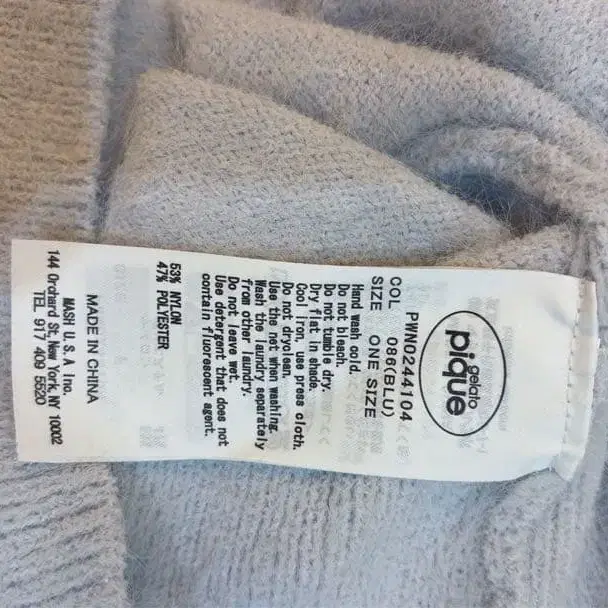 gelato
pique
PWN0244104
COL 086(BLU)
SIZE ONE SIZE
Hand wash cold.
Do not bleach.
Do not tumble dry.
Dry flat in shade.
Cool iron, use press cloth.
Do not dryclean.
Use the net when washing.
Wash the laundry separately
from other laundry.
Do not leave wet.
Use detergent that does not
contain fluorescent agent.
53% NYLON
47% POLYESTER
MADE IN CHINA
MASH U.S.A, Inc.
144 Orchard St, New York, NY 10002
TEL 917 409 5520